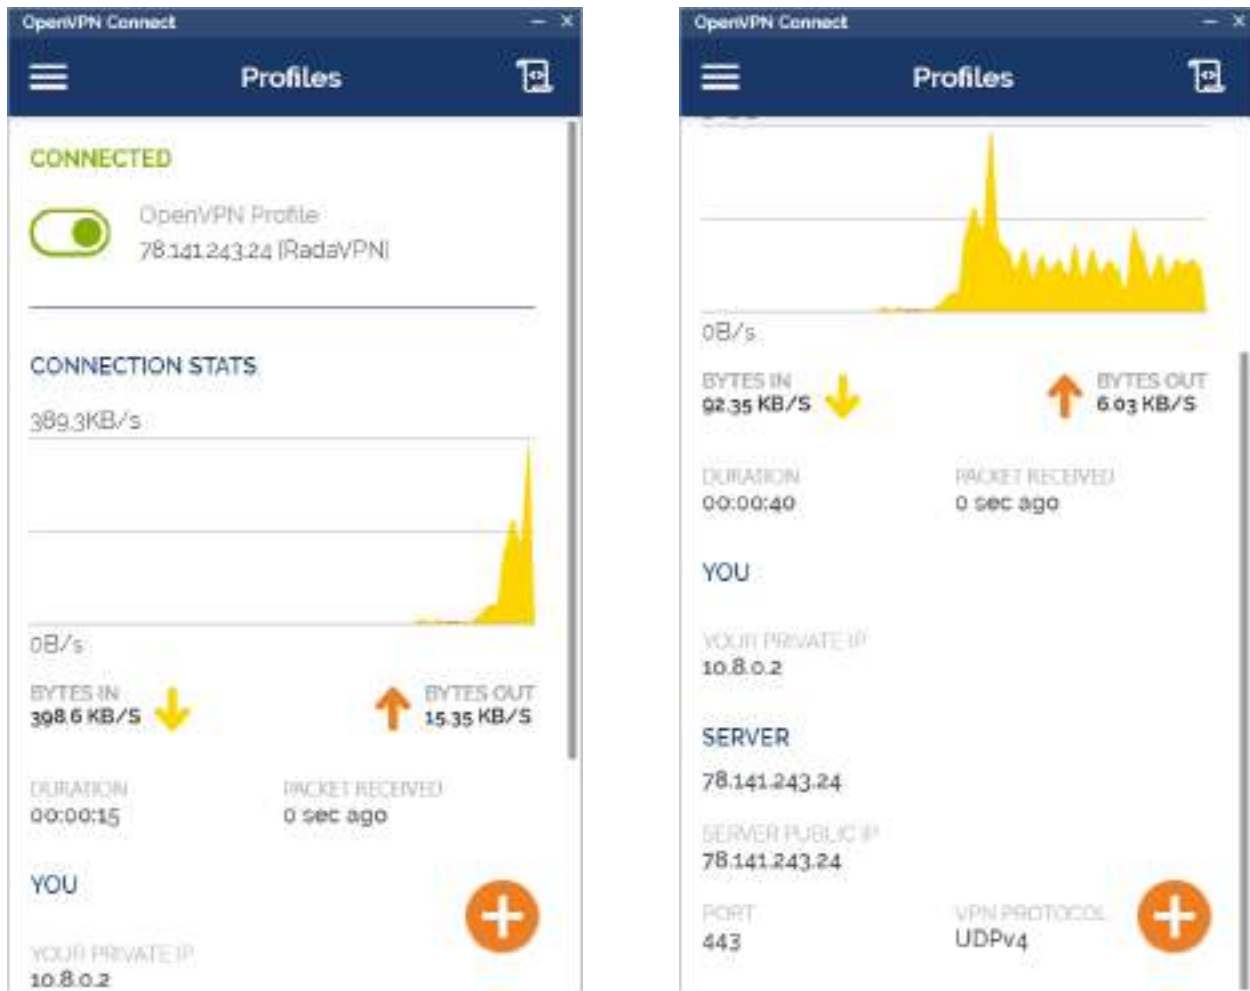 OpenVPN Connect
Profiles
CONNECTED
OpenVPN Profile
78.141.243.24 [RadaVPN]
CONNECTION STATS
389.3KB/s
0B/s
BYTES IN
398.6 KB/S
BYTES OUT
15.35 KB/S
DURATION
00:00:15
PACKET RECEIVED
0 sec ago
YOU
YOUR PRIVATE IP
10.8.0.2
OpenVPN Connect
Profiles
0B/s
BYTES IN
92.35 KB/S
BYTES OUT
6.03 KB/S
DURATION
00:00:40
PACKET RECEIVED
0 sec ago
YOU
YOUR PRIVATE IP
10.8.0.2
SERVER
78.141.243.24
SERVER PUBLIC IP
78.141.243.24
PORT
443
VPN PROTOCOL
UDPv4